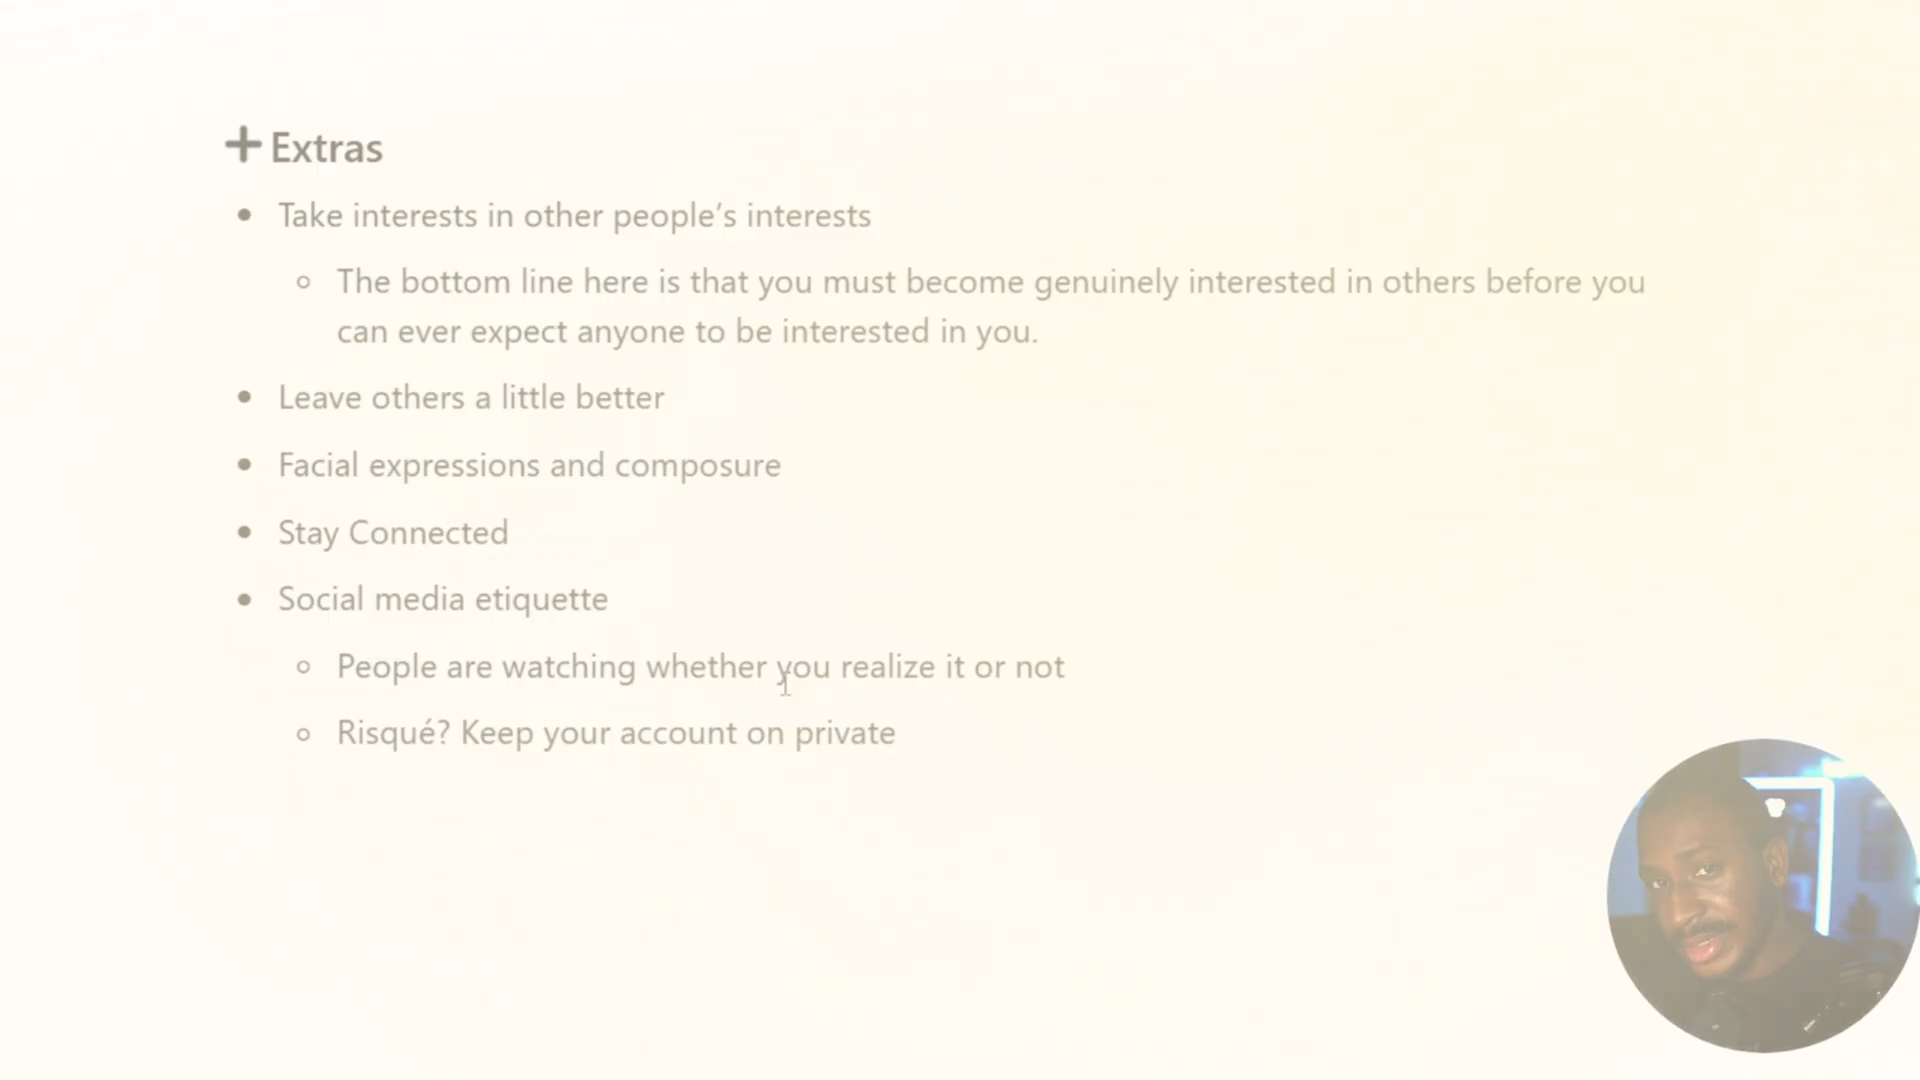 Extras
Take interests in other people’s interests
The bottom line here is that you must become genuinely interested in others before you
can ever expect anyone to be interested in you.
Leave others a little better
Facial expressions and composure
Stay Connected
Social media etiquette
People are watching whether you realize it or not
Risqué? Keep your account on private